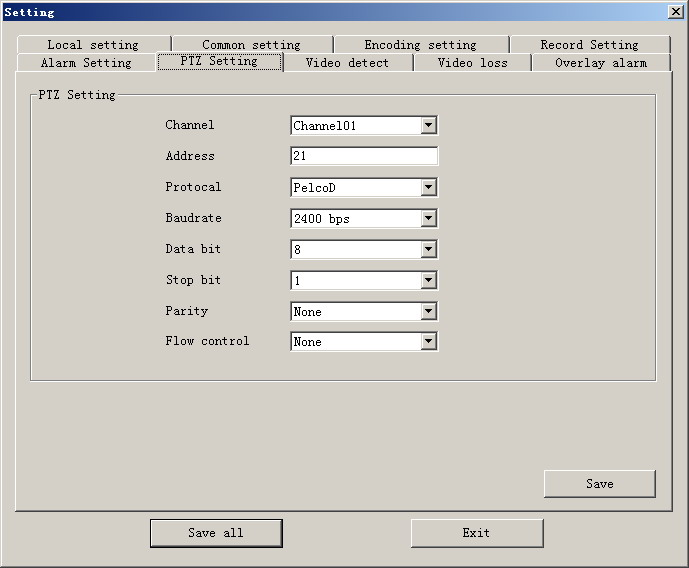 Setting
Local setting Common setting Encoding setting Record Setting
Alarm Setting PTZ Setting Video detect Video loss Overlay alarm
PTZ Setting
Channel Channel01
Address 21
Protocal PelcoD
Baudrate 2400 bps
Data bit 8
Stop bit 1
Parity None
Flow control None
Save
Save all Exit